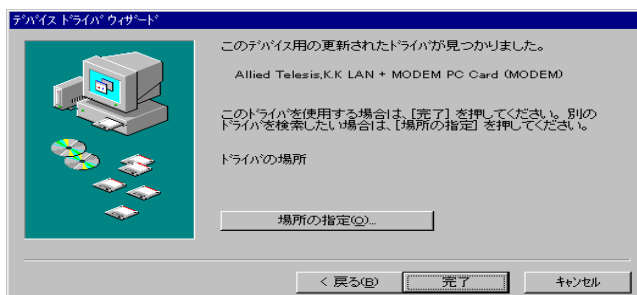 ﾃﾞﾊﾞｲｽ ﾄﾞﾗｲﾊﾞ ｳｨｻﾞｰﾄﾞ
このﾃﾞﾊﾞｲｽ用の更新されたﾄﾞﾗｲﾊﾞが見つかりました。
Allied Telesis,K.K LAN + MODEM PC Card (MODEM)
このﾄﾞﾗｲﾊﾞを使用する場合は、[完了] を押してください。別の
ﾄﾞﾗｲﾊﾞを検索したい場合は、[場所の指定] を押してください。
ﾄﾞﾗｲﾊﾞの場所
場所の指定(O)...
< 戻る(B)
完了
ｷｬﾝｾﾙ